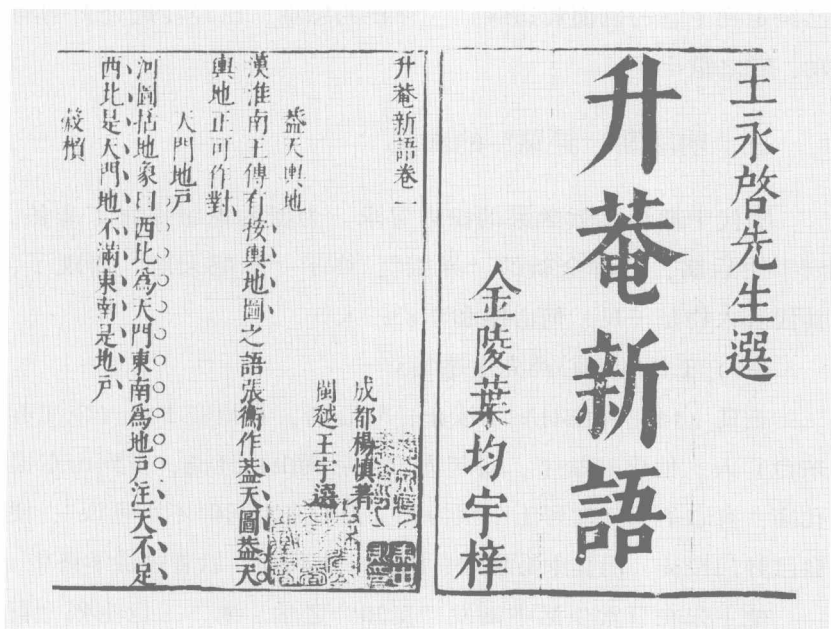 王永啓先生選
升菴新語
金陵葉均宇梓
升菴新語卷一
成都楊慎著
閩越王宇選
葢天輿地
漢淮南王傳有按輿地圖之語張衡作葢天圖葢天
輿地正可作對
天門地戶
河圖括地象曰西北爲天門東南爲地戶注天不足
西北是天門地不滿東南是地戶